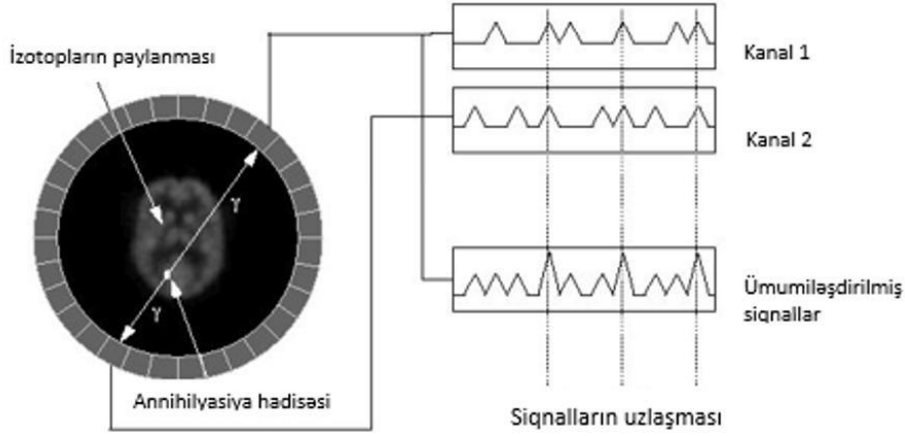 İzotopların paylanması
Kanal 1
Kanal 2
γ
γ
Ümumiləşdirilmiş
siqnallar
Annihilyasiya hadisəsi
Siqnalların uzlaşması